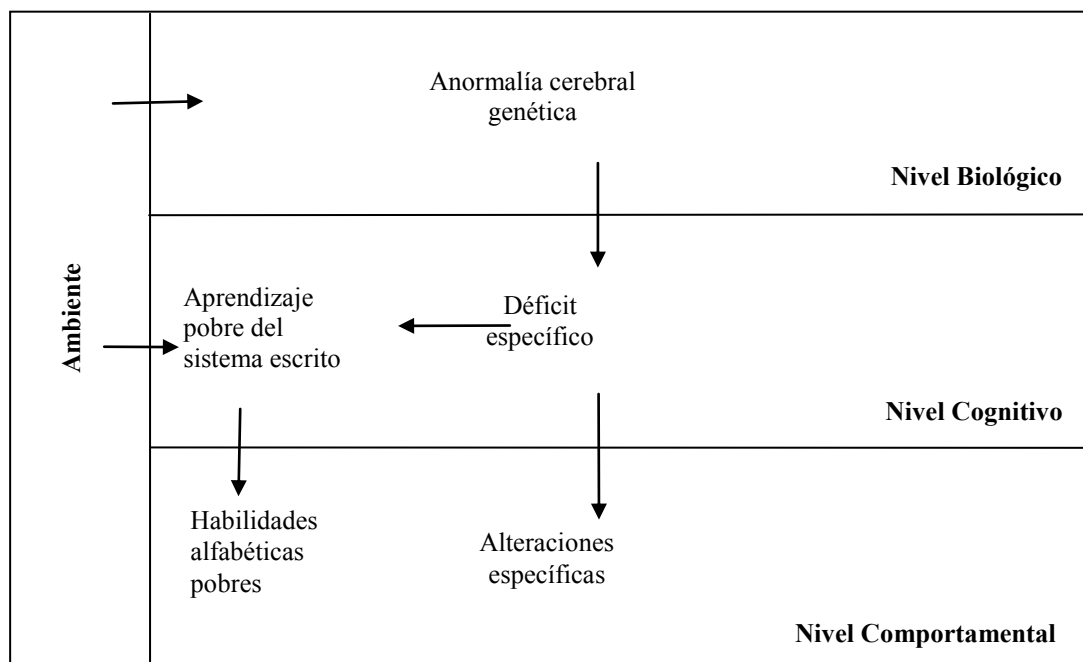 Anormalía cerebral
genética
Nivel Biológico
Ambiente
Aprendizaje
pobre del
sistema escrito
Déficit
específico
Nivel Cognitivo
Habilidades
alfabéticas
pobres
Alteraciones
específicas
Nivel Comportamental